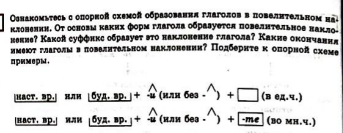 Ознакомьтесь с опорной схемой образования глаголов в повелительном на-
клонении. От основы каких форм глагола образуется повелительное накло-
нение? Какой суффикс образует это наклонение глагола? Какие окончания
имеют глаголы в повелительном наклонении? Подберите к опорной схеме
примеры.
наст. вр. или буд. вр. + -и (или без -^) + □ (в ед.ч.)
наст. вр. или буд. вр. + -и (или без -^) + -те (во мн.ч.)